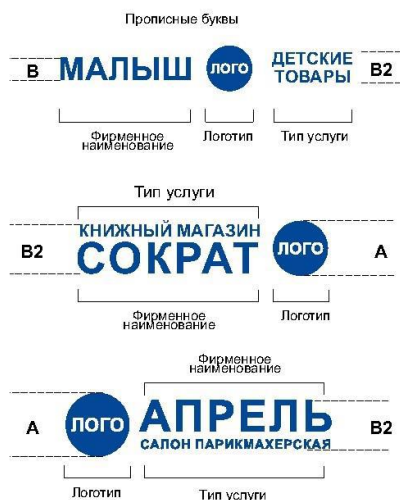 Прописные буквы
В МАЛЫШ ЛОГО ДЕТСКИЕ ТОВАРЫ В2
Фирменное наименование Логотип Тип услуги
Тип услуги
КНИЖНЫЙ МАГАЗИН
В2 СОКРАТ ЛОГО А
Фирменное наименование Логотип
Фирменное наименование
А ЛОГО АПРЕЛЬ В2
САЛОН ПАРИКМАХЕРСКАЯ
Логотип Тип услуги